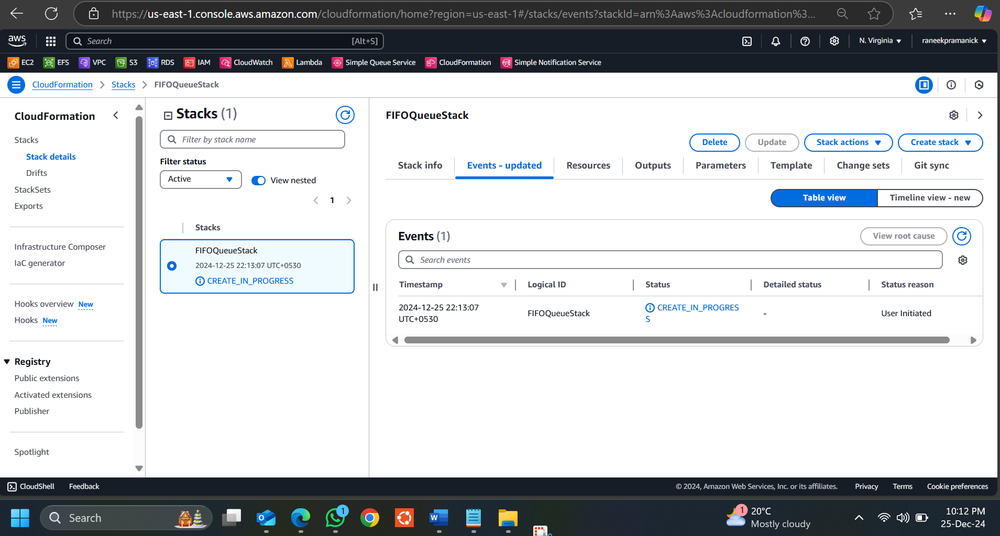 https://us-east-1.console.aws.amazon.com/cloudformation/home?region=us-east-1#/stacks/events?stackId=arn%3Aaws%3Acloudformation%3...
aws
Search [Alt+S]
N. Virginia
raneekpramanick
EC2 EFS VPC S3 RDS IAM CloudWatch Lambda Simple Queue Service CloudFormation Simple Notification Service
CloudFormation > Stacks > FIFOQueueStack
CloudFormation
Stacks
Stack details
Drifts
StackSets
Exports
Infrastructure Composer
IaC generator
Hooks overview New
Hooks New
Registry
Public extensions
Activated extensions
Publisher
Spotlight
Stacks (1)
Filter by stack name
Filter status
Active
View nested
1
Stacks
FIFOQueueStack
2024-12-25 22:13:07 UTC+0530
CREATE_IN_PROGRESS
FIFOQueueStack
Delete Update Stack actions Create stack
Stack info Events - updated Resources Outputs Parameters Template Change sets Git sync
Table view Timeline view - new
Events (1)
View root cause
Search events
Timestamp Logical ID Status Detailed status Status reason
2024-12-25 22:13:07
UTC+0530
FIFOQueueStack
CREATE_IN_PROGRES
S
-
User Initiated
CloudShell Feedback
© 2024, Amazon Web Services, Inc. or its affiliates. Privacy Terms Cookie preferences
Search
1
1
20°C
Mostly cloudy
10:12 PM
25-Dec-24